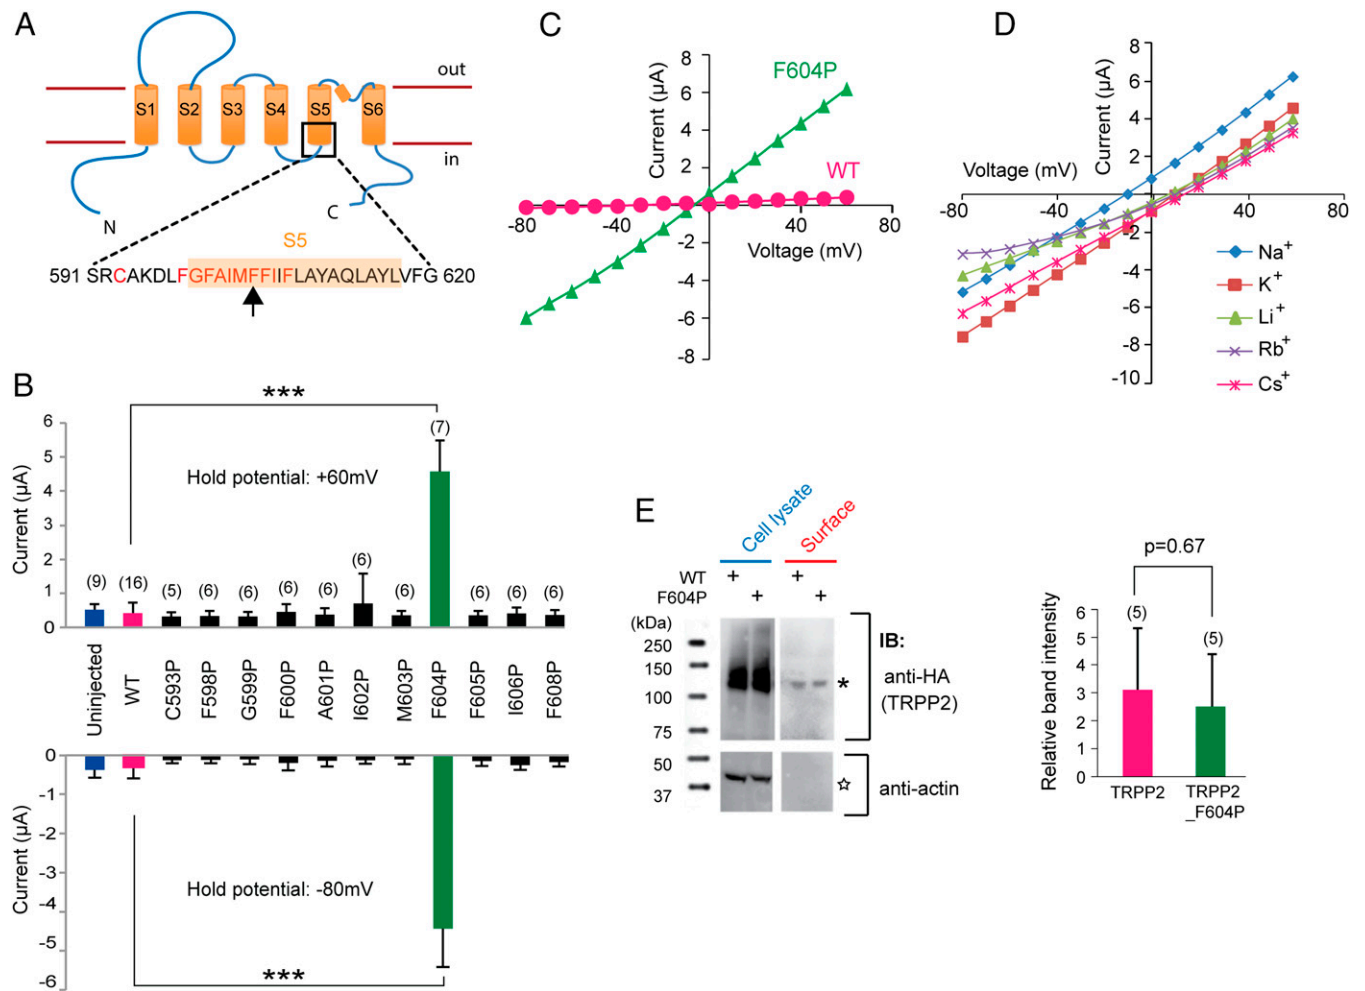 A
out
S1 S2 S3 S4 S5 S6
in
N
C
S5
591 SRCAKDLFGFAIMFFIIFLAYAQLAYLVFG 620
B
***
6
5
4
3
2
1
0
Current (µA)
Hold potential: +60mV
(9) (16) (5) (6) (6) (6) (6) (6) (6) (7) (6) (6) (6)
Uninjected
WT
C593P
F598P
G599P
F600P
A601P
I602P
M603P
F604P
F605P
I606P
F608P
0
-1
-2
-3
-4
-5
-6
Current (µA)
Hold potential: -80mV
***
C
F604P
WT
Current (µA)
8
6
4
2
0
-2
-4
-6
-8
-80 -40 40 80
Voltage (mV)
D
Current (µA)
8
6
4
2
0
-2
-4
-6
-8
-10
Voltage (mV)
-80 -40 40 80
Na+
K+
Li+
Rb+
Cs+
E
Cell lysate
Surface
WT + +
F604P + +
(kDa)
250
150
100
75
50
37
*
IB:
anti-HA
(TRPP2)
anti-actin
p=0.67
Relative band intensity
6
5
4
3
2
1
0
(5)
(5)
TRPP2
TRPP2
_F604P